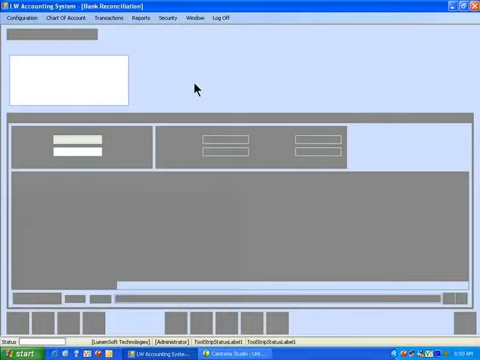 LW Accounting System - [Bank Reconciliation]
Configuration Chart Of Account Transactions Reports Security Window Log Off
Status [LumenSoft Technologies] [Administrator] ToolStripStatusLabel1 ToolStripStatusLabel1
start LW Accounting Syste... Camtasia Studio - Unt... 6:50 AM